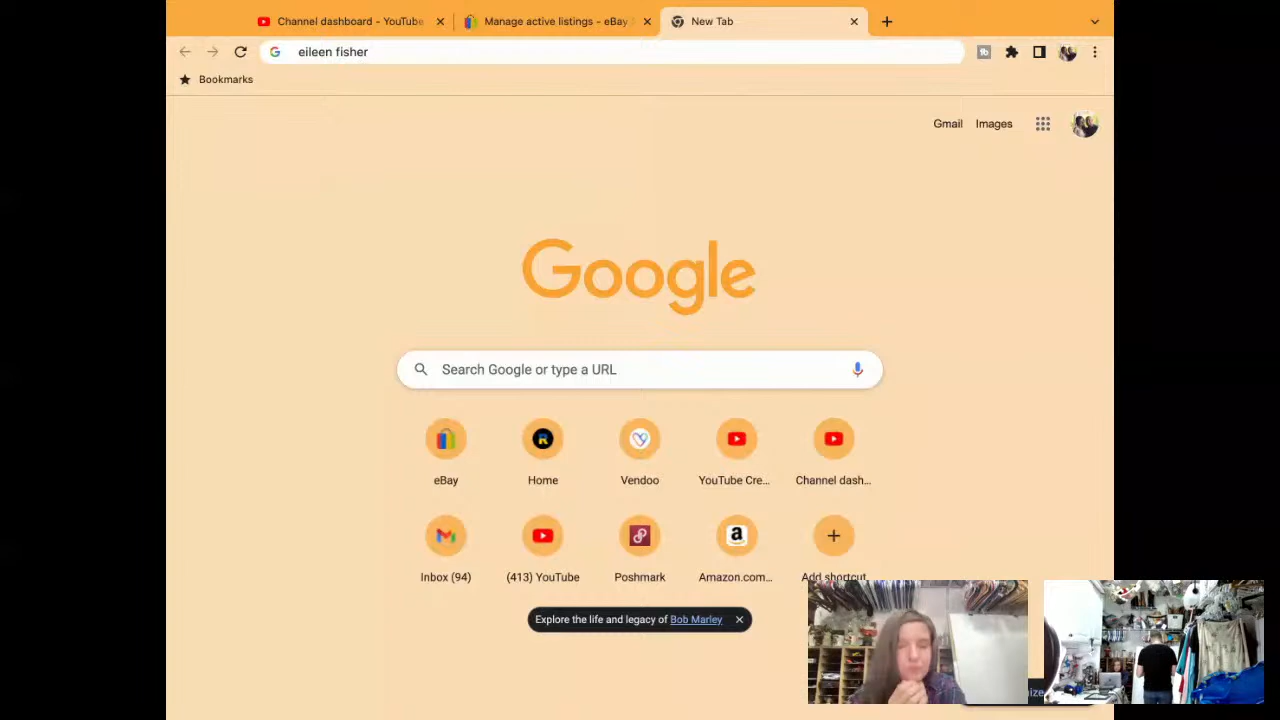 Channel dashboard - YouTube
Manage active listings - eBay
New Tab
eileen fisher
Bookmarks
Gmail
Images
Google
Search Google or type a URL
eBay
Home
Vendoo
YouTube Cre...
Channel dash...
Inbox (94)
(413) YouTube
Poshmark
Amazon.com...
Add shortcut
Explore the life and legacy of Bob Marley